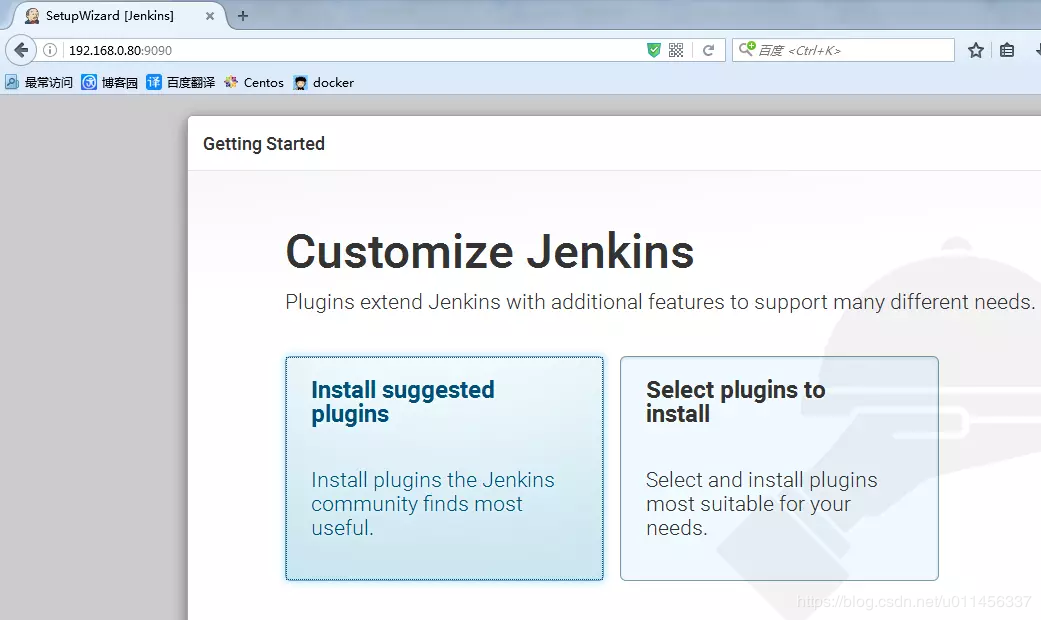 SetupWizard [Jenkins]
192.168.0.80:9090
百度 <Ctrl+K>
最常访问 博客园 译 百度翻译 Centos docker
Getting Started
Customize Jenkins
Plugins extend Jenkins with additional features to support many different needs.
Install suggested
plugins
Install plugins the Jenkins
community finds most
useful.
Select plugins to
install
Select and install plugins
most suitable for your
needs.
https://blog.csdn.net/u011456337